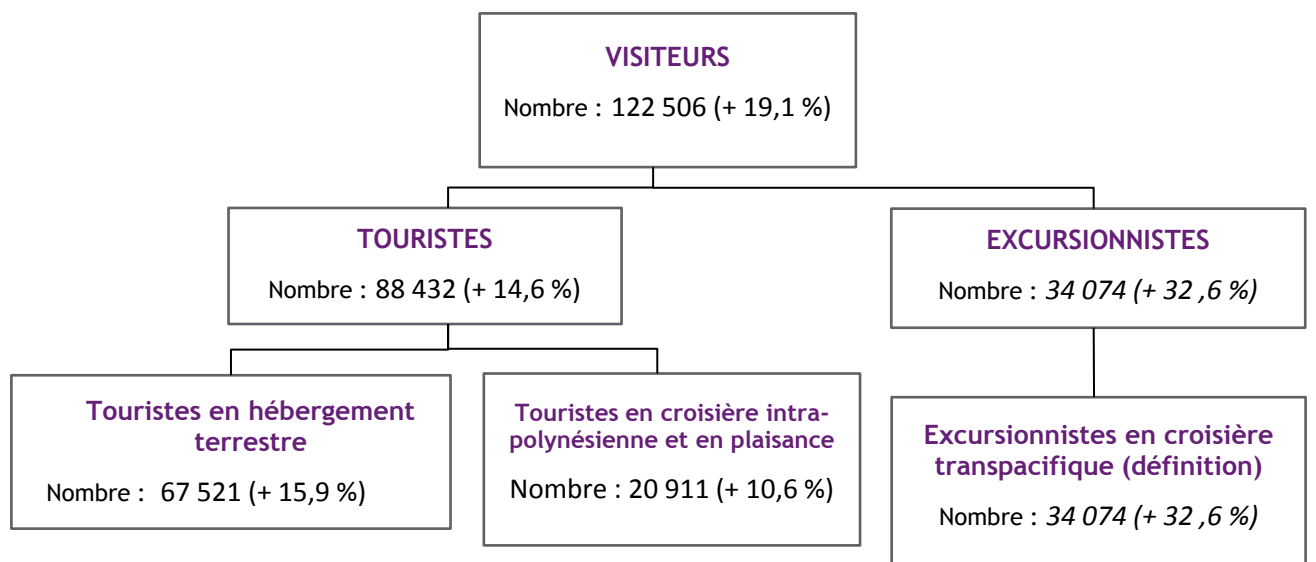 VISITEURS
Nombre : 122 506 (+ 19,1 %)
TOURISTES
Nombre : 88 432 (+ 14,6 %)
EXCURSIONNISTES
Nombre : 34 074 (+ 32 ,6 %)
Touristes en hébergement
terrestre
Nombre : 67 521 (+ 15,9 %)
Touristes en croisière intra-
polynésienne et en plaisance
Nombre : 20 911 (+ 10,6 %)
Excursionnistes en croisière
transpacifique (définition)
Nombre : 34 074 (+ 32 ,6 %)